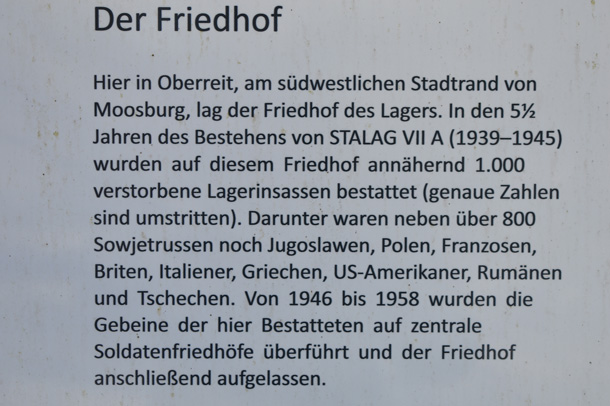 Der Friedhof
Hier in Oberreit, am südwestlichen Stadtrand von
Moosburg, lag der Friedhof des Lagers. In den 5½
Jahren des Bestehens von STALAG VII A (1939–1945)
wurden auf diesem Friedhof annähernd 1.000
verstorbene Lagerinsassen bestattet (genaue Zahlen
sind umstritten). Darunter waren neben über 800
Sowjetrussen noch Jugoslawen, Polen, Franzosen,
Briten, Italiener, Griechen, US-Amerikaner, Rumänen
und Tschechen. Von 1946 bis 1958 wurden die
Gebeine der hier Bestatteten auf zentrale
Soldatenfriedhöfe überführt und der Friedhof
anschließend aufgelassen.